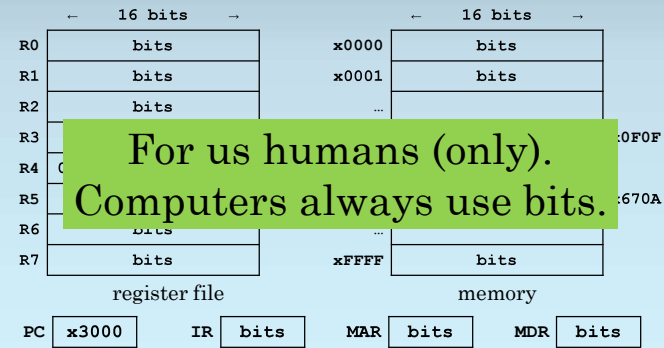 ← 16 bits → ← 16 bits →
R0 bits x0000 bits
R1 bits x0001 bits
R2 bits …
R3 0F0F
For us humans (only).
R4
Computers always use bits.
R5 670A
R6 bits …
R7 bits xFFFF bits
register file memory
PC x3000 IR bits MAR bits MDR bits